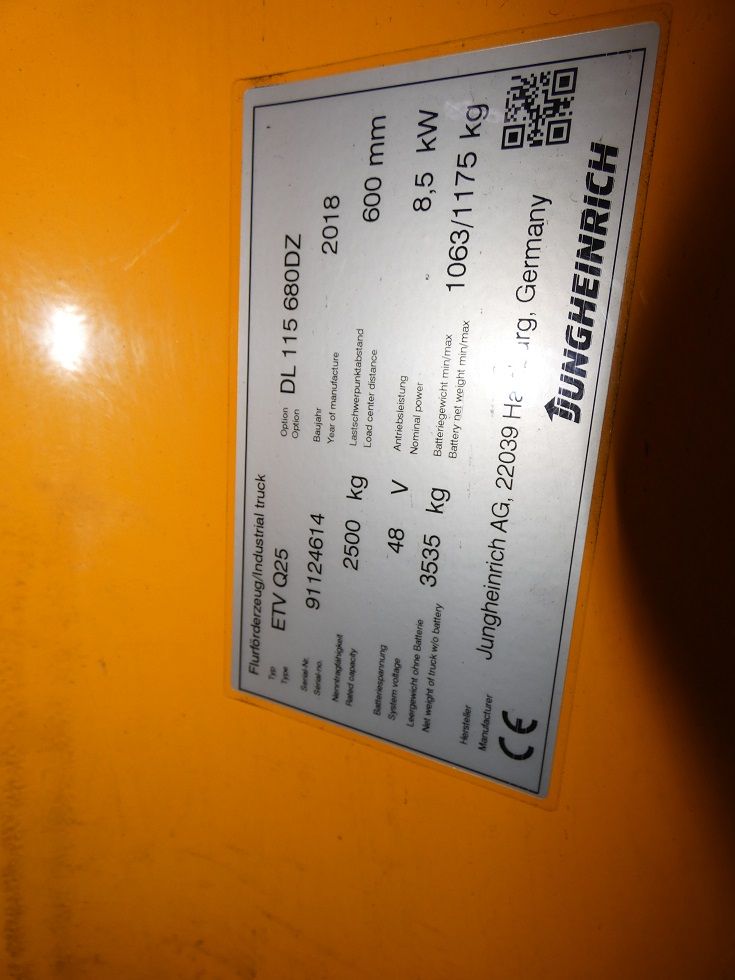 Flurförderzeug/Industrial truck
Typ
Type
ETV Q25
Option
Option
DL 115 680DZ
Serial-Nr.
Serial-no.
91124614
Baujahr
Year of manufacture
2018
Nenntragfähigkeit
Rated capacity
2500 kg
Lastschwerpunktabstand
Load center distance
600 mm
Batteriespannung
System voltage
48 V
Antriebsleistung
Nominal power
8,5 kW
Leergewicht ohne Batterie
Net weight of truck w/o battery
3535 kg
Batteriegewicht min/max
Battery net weight min/max
1063/1175 kg
Hersteller
Manufacturer
Jungheinrich AG, 22039 Germany
CE
JUNGHEINRICH